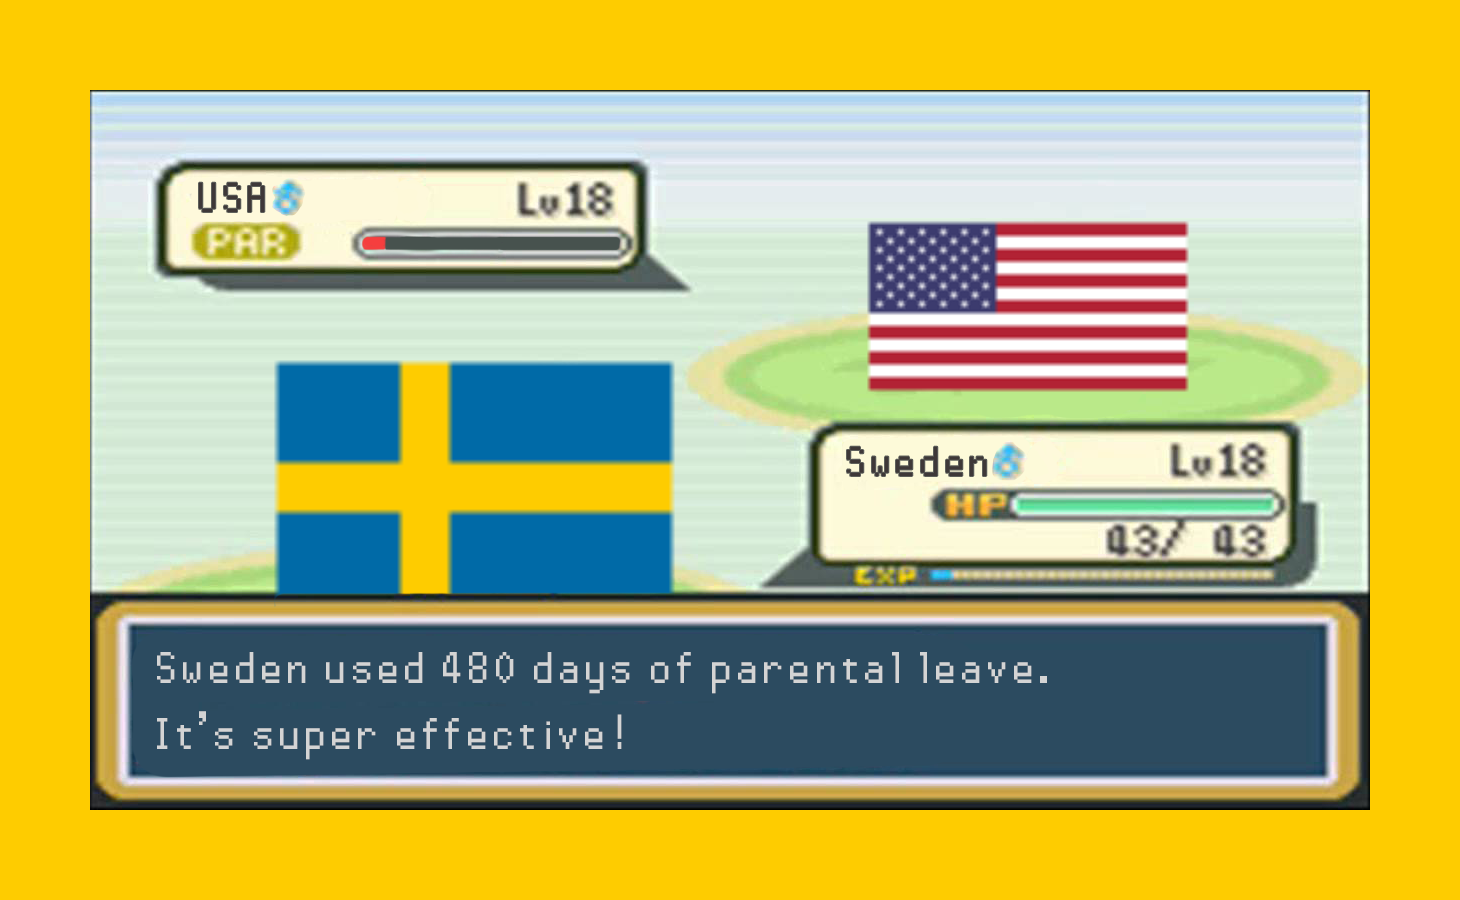 USA♂ Lv18
PAR
Sweden♂ Lv18
HP
43/ 43
EXP
Sweden used 480 days of parental leave.
It's super effective!